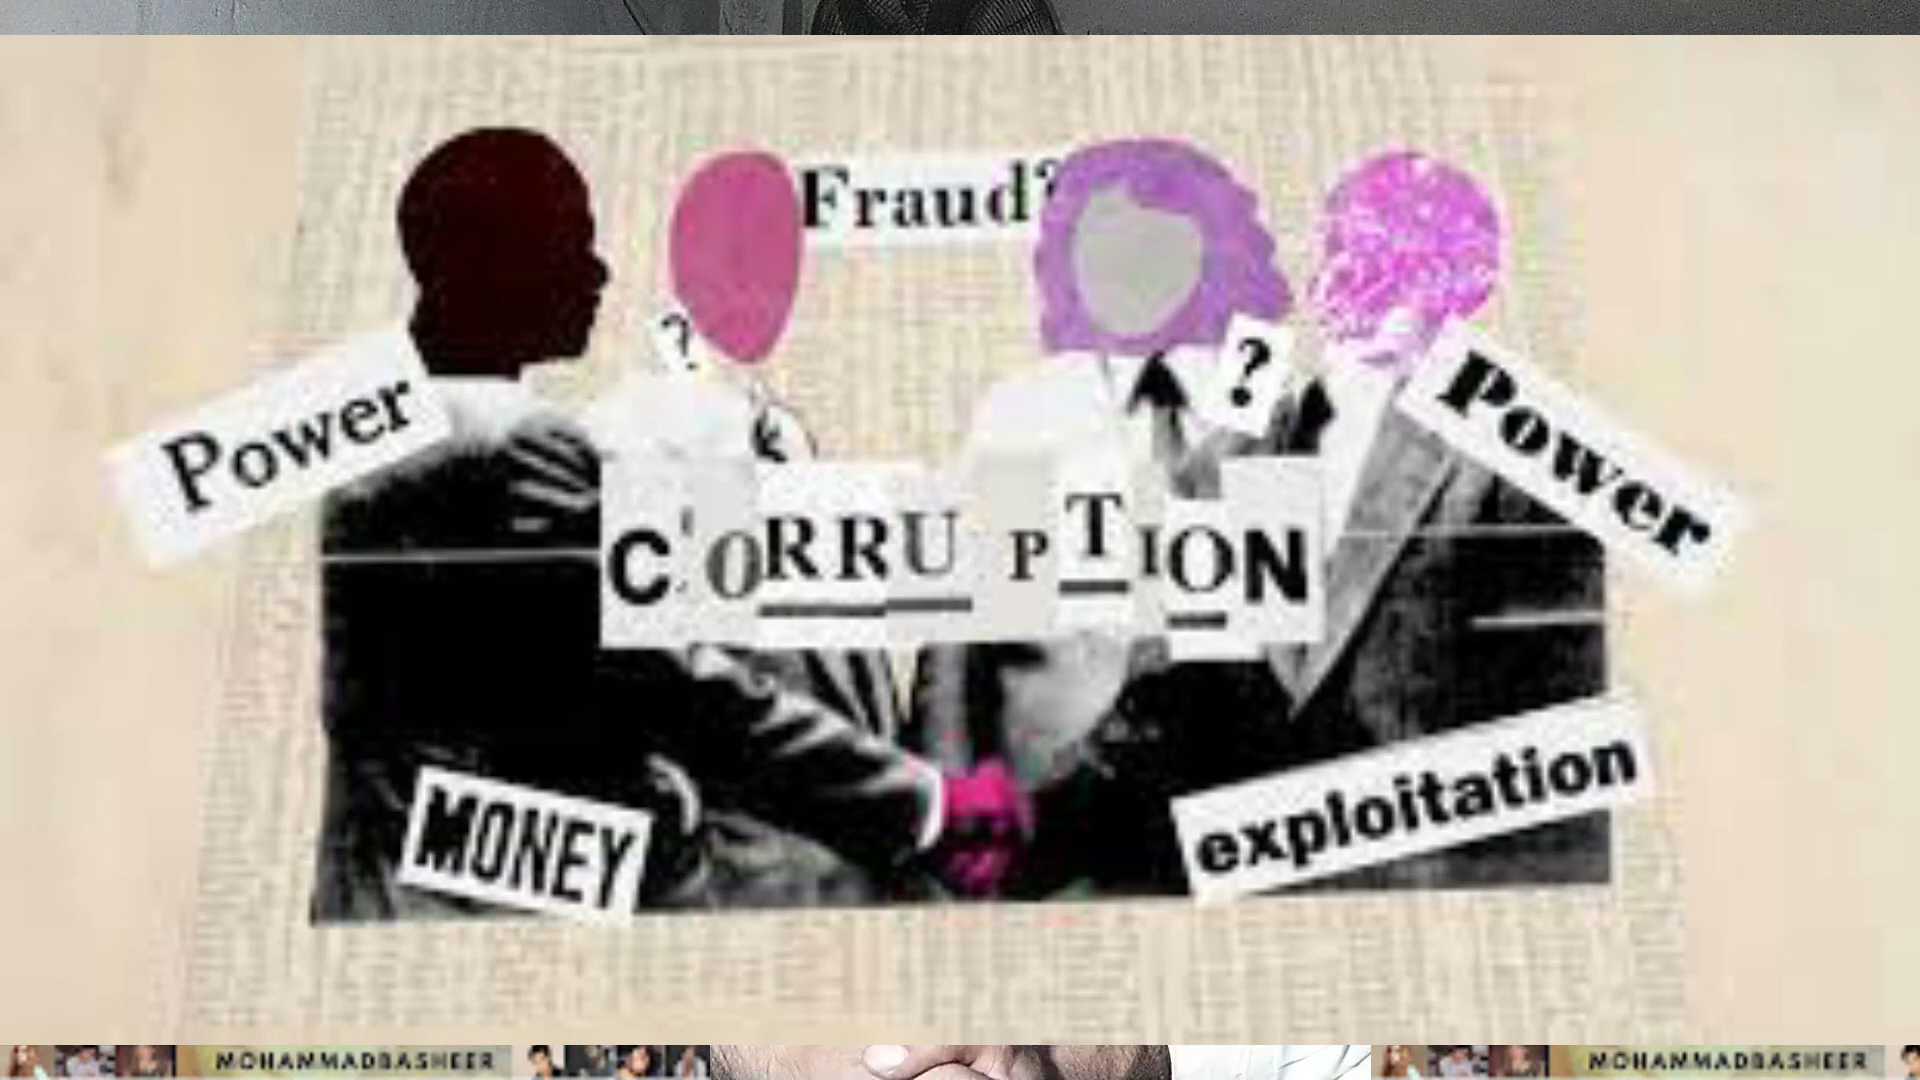 Fraud?
?
?
Power
Power
CORRUPTION
MONEY
exploitation
MOHAMMADBASHEER
MOHAMMADBASHEER